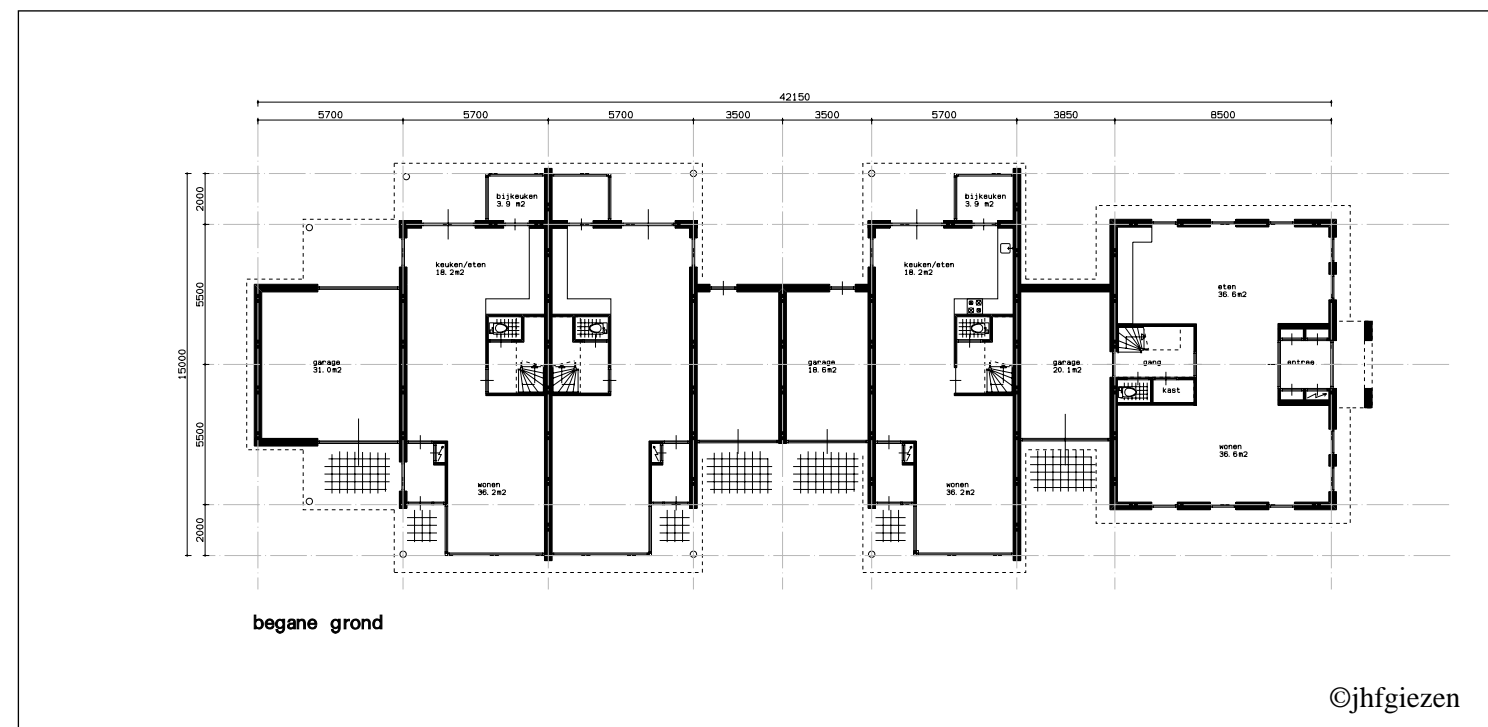 42150
5700 5700 5700 3500 3500 5700 3850 8500
2000
5500
15000
5500
2000
bijkeuken
3.9 m2
bijkeuken
3.9 m2
keuken/eten
18.2m2
keuken/eten
18.2m2
eten
36.6m2
garage
31.0m2
garage
18.6m2
garage
20.1m2
gang
entree
kast
wonen
36.2m2
wonen
36.2m2
wonen
36.6m2
begane grond
©jhfgiezen